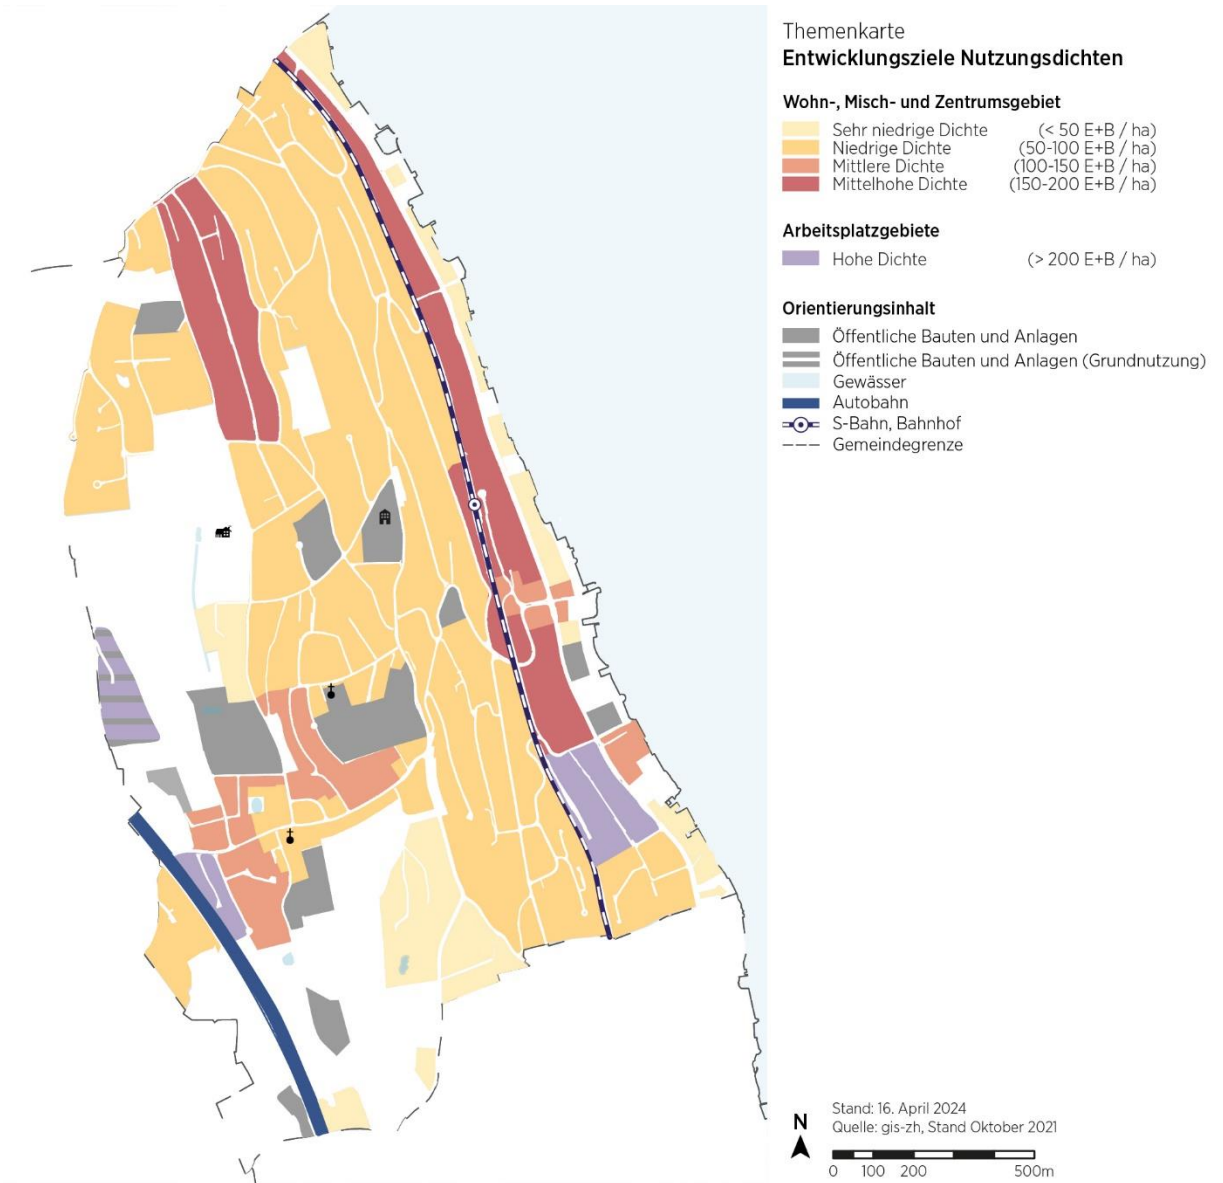 Themenkarte
Entwicklungsziele Nutzungsdichten
Wohn-, Misch- und Zentrumsgebiet
Sehr niedrige Dichte (< 50 E+B / ha)
Niedrige Dichte (50-100 E+B / ha)
Mittlere Dichte (100-150 E+B / ha)
Mittelhohe Dichte (150-200 E+B / ha)
Arbeitsplatzgebiete
Hohe Dichte (> 200 E+B / ha)
Orientierungsinhalt
Öffentliche Bauten und Anlagen
Öffentliche Bauten und Anlagen (Grundnutzung)
Gewässer
Autobahn
S-Bahn, Bahnhof
Gemeindegrenze
N
Stand: 16. April 2024
Quelle: gis-zh, Stand Oktober 2021
0 100 200 500m